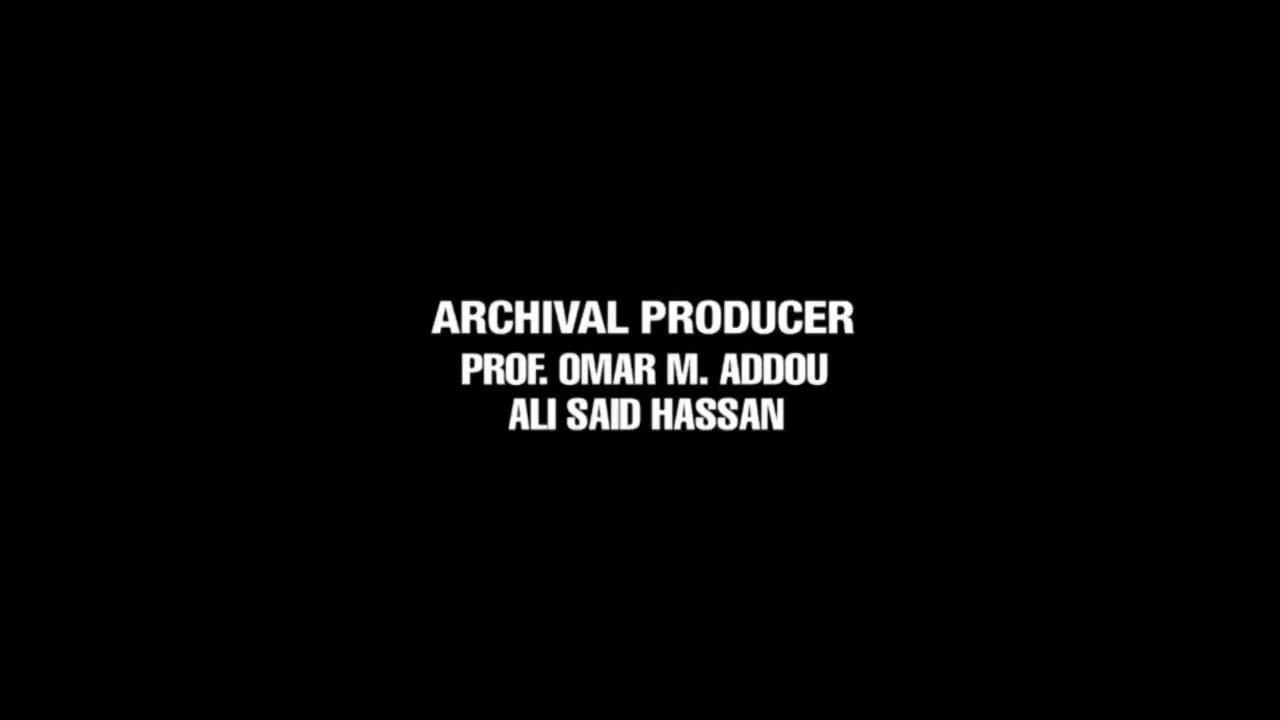 ARCHIVAL PRODUCER
PROF. OMAR M. ADDOU
ALI SAID HASSAN